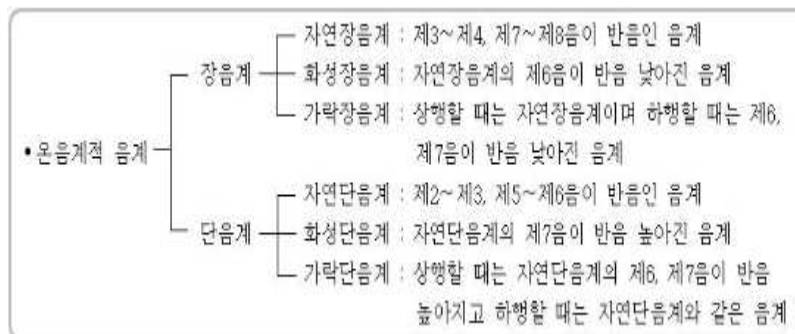 자연장음계 : 제3~제4, 제7~제8음이 반음인 음계
장음계
화성장음계 : 자연장음계의 제6음이 반음 낮아진 음계
가락장음계 : 상행할 때는 자연장음계이며 하행할 때는 제6,
제7음이 반음 낮아진 음계
• 온음계적 음계
자연단음계 : 제2~제3, 제5~제6음이 반음인 음계
단음계
화성단음계 : 자연단음계의 제7음이 반음 높아진 음계
가락단음계 : 상행할 때는 자연단음계의 제6, 제7음이 반음
높아지고 하행할 때는 자연단음계와 같은 음계